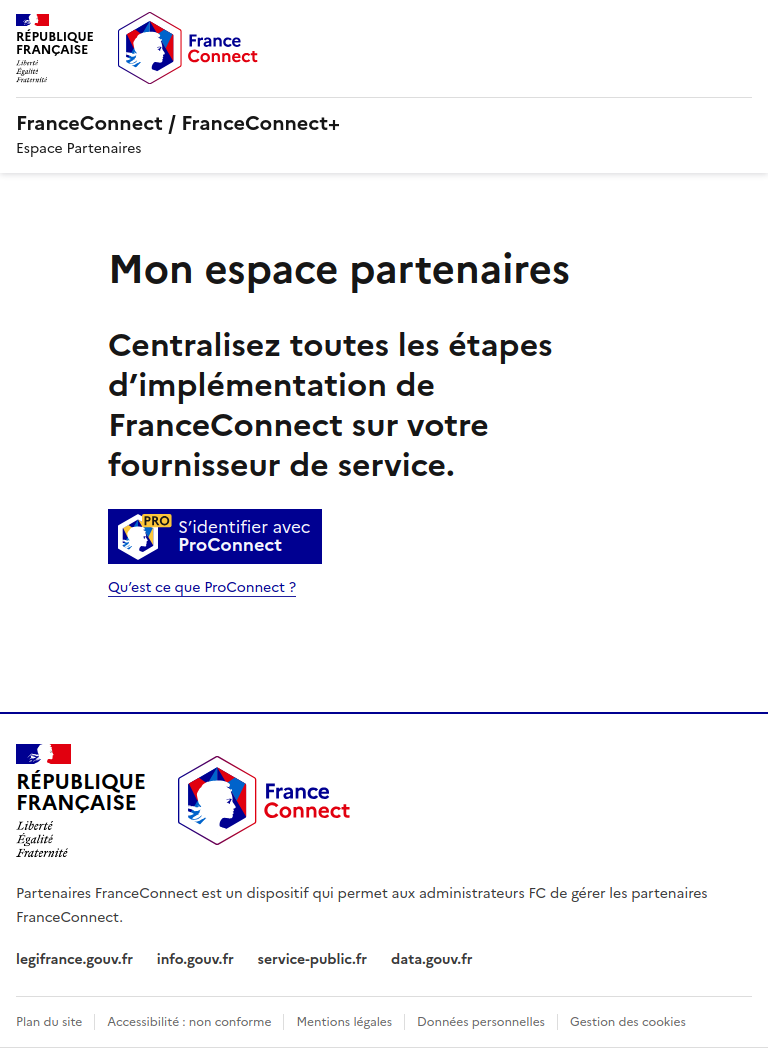 RÉPUBLIQUE
FRANÇAISE
Liberté
Égalité
Fraternité
France
Connect
FranceConnect / FranceConnect+
Espace Partenaires
Mon espace partenaires
Centralisez toutes les étapes
d’implémentation de
FranceConnect sur votre
fournisseur de service.
PRO
S’identifier avec
ProConnect
Qu’est ce que ProConnect ?
RÉPUBLIQUE
FRANÇAISE
Liberté
Égalité
Fraternité
France
Connect
Partenaires FranceConnect est un dispositif qui permet aux administrateurs FC de gérer les partenaires
FranceConnect.
legifrance.gouv.fr info.gouv.fr service-public.fr data.gouv.fr
Plan du site Accessibilité : non conforme Mentions légales Données personnelles Gestion des cookies